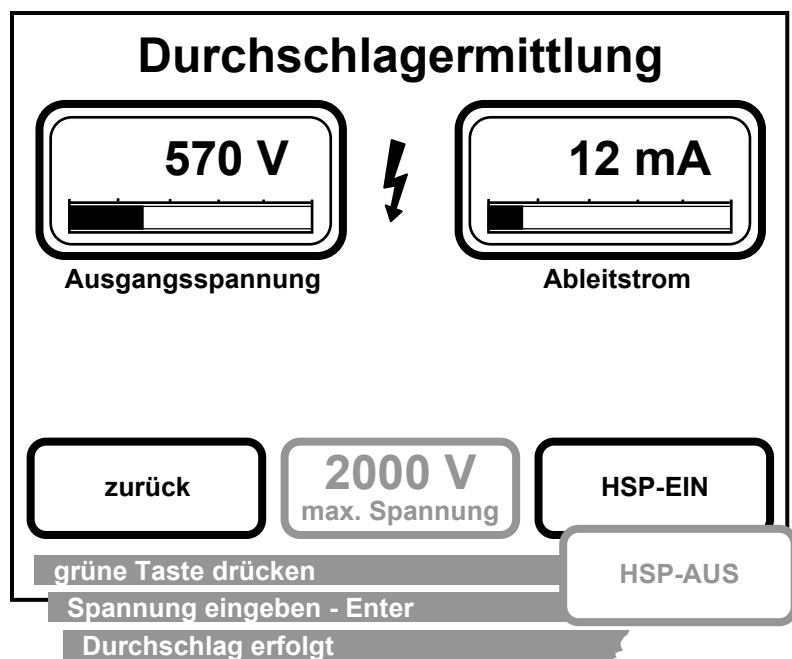 Durchschlagermittlung
570 V
12 mA
Ausgangsspannung
Ableitstrom
zurück
2000 V
max. Spannung
HSP-EIN
HSP-AUS
grüne Taste drücken
Spannung eingeben - Enter
Durchschlag erfolgt